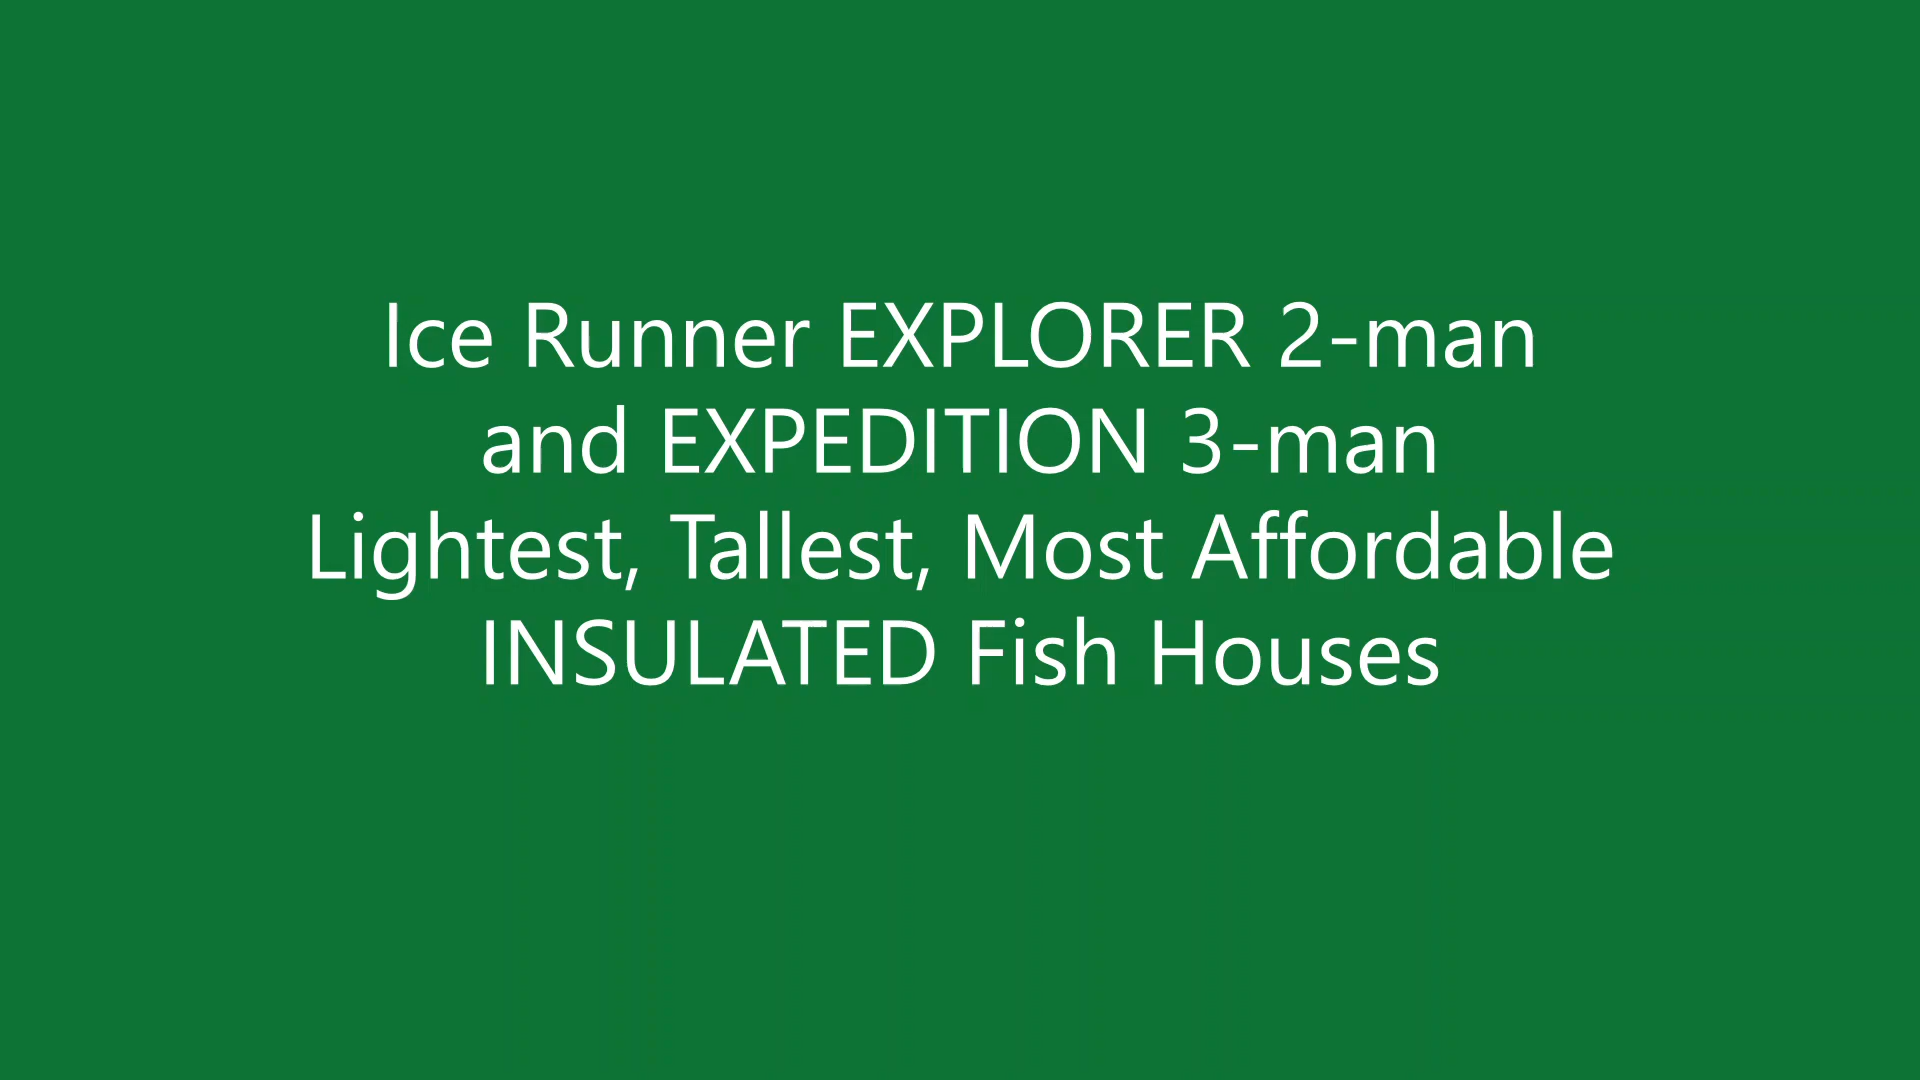 Ice Runner EXPLORER 2-man
and EXPEDITION 3-man
Lightest, Tallest, Most Affordable
INSULATED Fish Houses